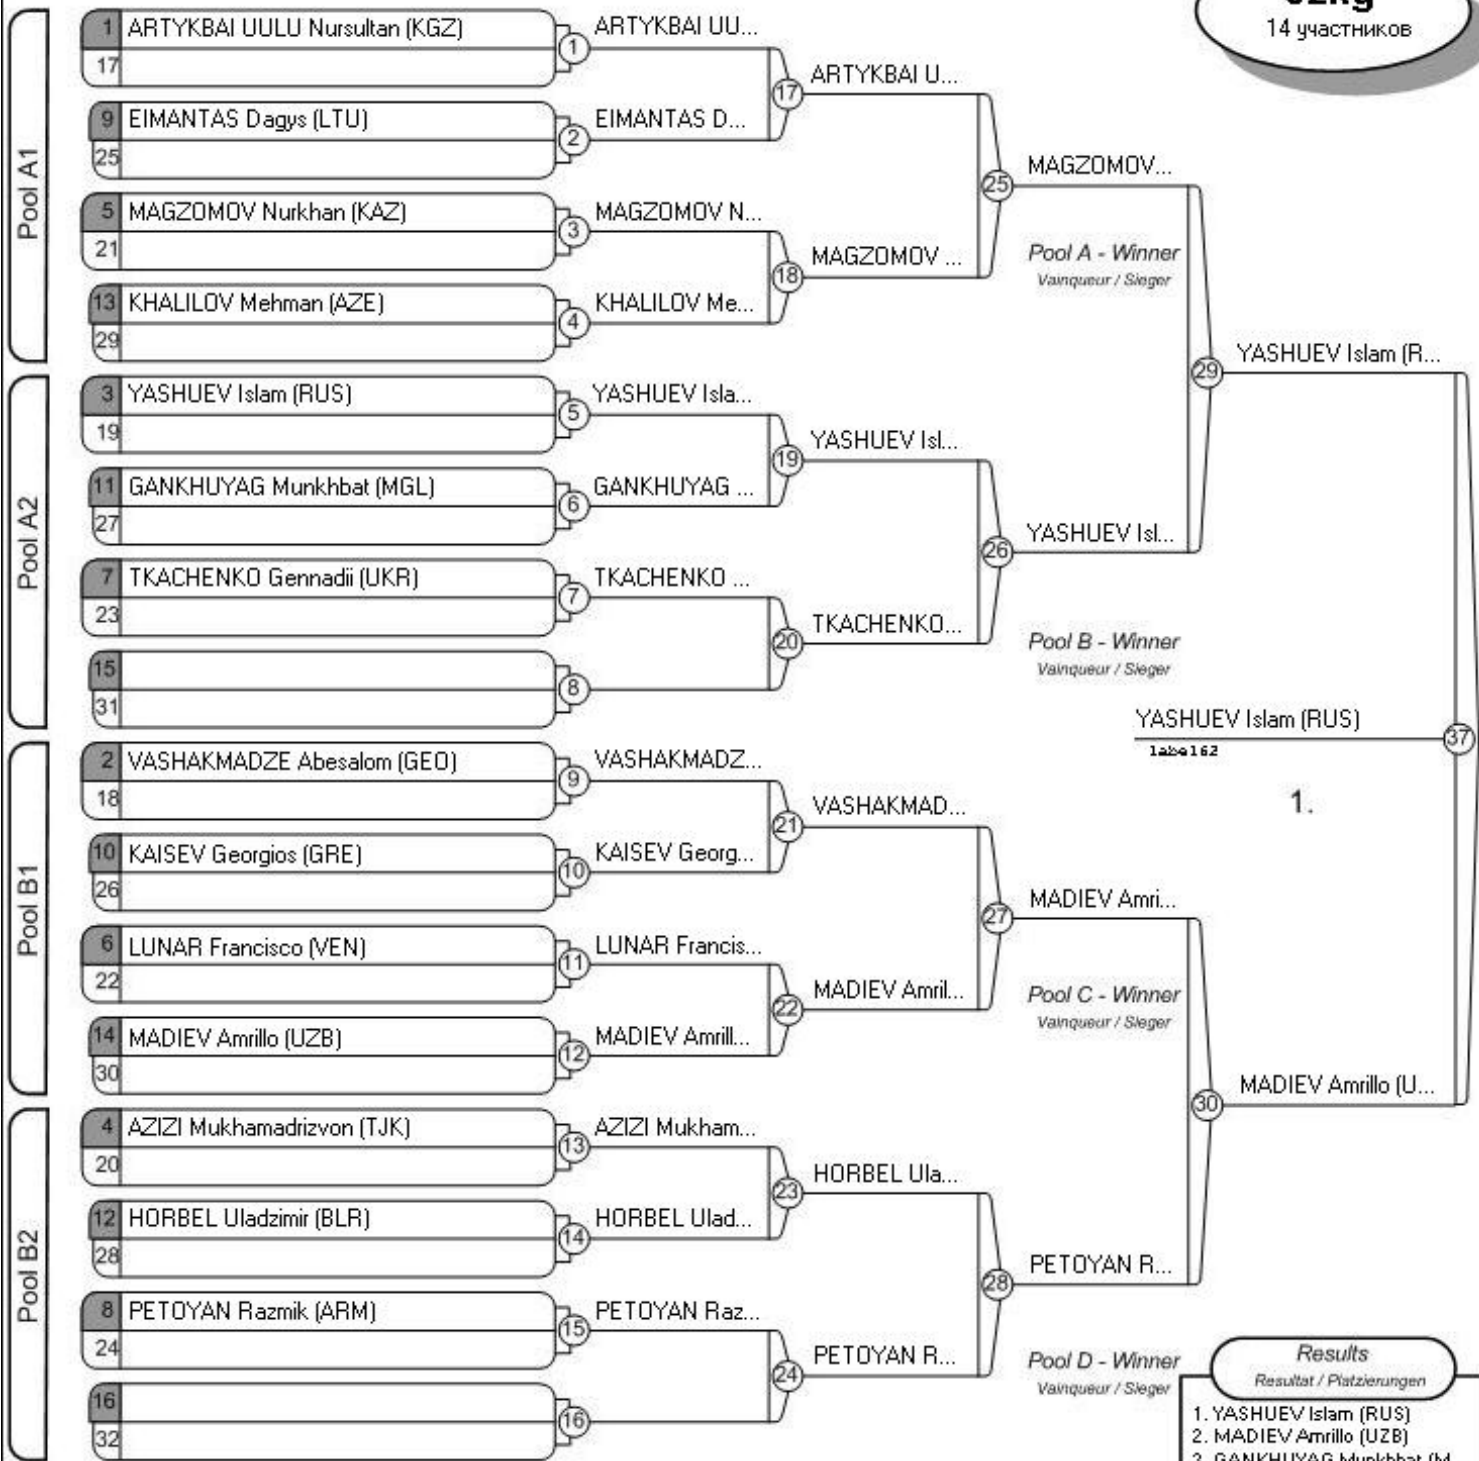 14 участников
Pool A1
1 ARTYKBAI UULU Nursultan (KGZ)
17
1
ARTYKBAI UU...
17
ARTYKBAI U...
9 EIMANTAS Dagys (LTU)
25
2
EIMANTAS D...
25
MAGZOMOV...
5 MAGZOMOV Nurkhan (KAZ)
21
3
MAGZOMOV N...
18
MAGZOMOV ...
Pool A - Winner
Vainqueur / Sieger
13 KHALILOV Mehman (AZE)
29
4
KHALILOV Me...
29
YASHUEV Islam (R...
Pool A2
3 YASHUEV Islam (RUS)
19
5
YASHUEV Isla...
19
YASHUEV Isl...
11 GANKHUYAG Munkhbat (MGL)
27
6
GANKHUYAG ...
26
YASHUEV Isl...
7 TKACHENKO Gennadii (UKR)
23
7
TKACHENKO ...
20
TKACHENKO...
Pool B - Winner
Vainqueur / Sieger
15
31
8
YASHUEV Islam (RUS)
label62
37
1.
Pool B1
2 VASHAKMADZE Abesalom (GEO)
18
9
VASHAKMADZ...
21
VASHAKMAD...
10 KAISEV Georgios (GRE)
26
10
KAISEV Georg...
27
MADIEV Amri...
6 LUNAR Francisco (VEN)
22
11
LUNAR Francis...
22
MADIEV Amril...
Pool C - Winner
Vainqueur / Sieger
14 MADIEV Amrillo (UZB)
30
12
MADIEV Amrill...
30
MADIEV Amrillo (U...
Pool B2
4 AZIZI Mukhamadrizvon (TJK)
20
13
AZIZI Mukham...
23
HORBEL Ula...
12 HORBEL Uladzimir (BLR)
28
14
HORBEL Ulad...
28
PETOYAN R...
8 PETOYAN Razmik (ARM)
24
15
PETOYAN Raz...
24
PETOYAN R...
Pool D - Winner
Vainqueur / Sieger
16
32
16
Results
Resultat / Platzierungen
1. YASHUEV Islam (RUS)
2. MADIEV Amrillo (UZB)